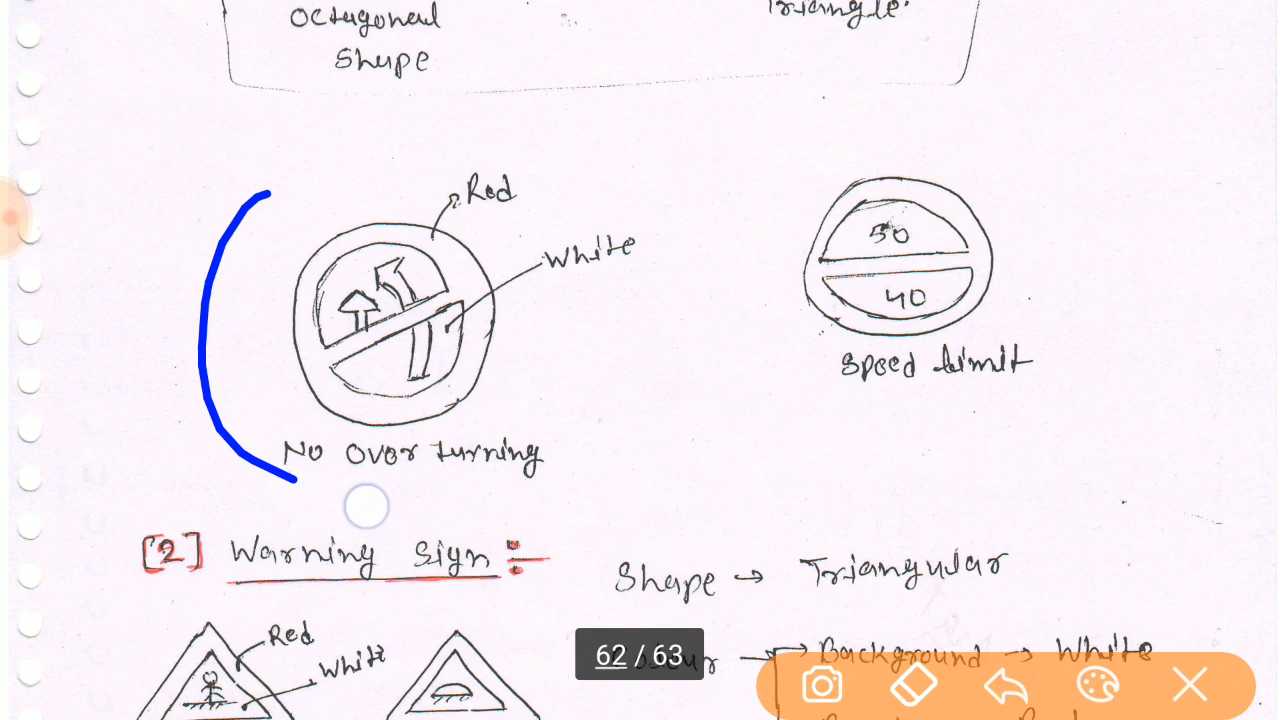 Octagonal
Shape
Triangle.
Red
White
50
40
Speed limit
No Over turning
[2] Warning Sign :-
Shape → Triangular
Red
White
62 / 63
Background → White